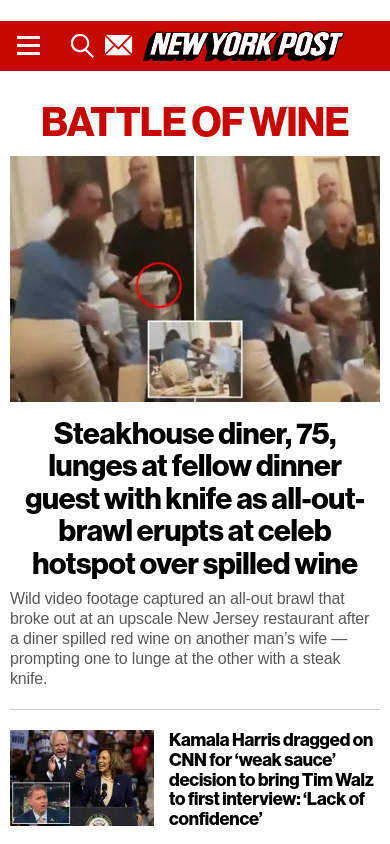 NEW YORK POST
BATTLE OF WINE
Steakhouse diner, 75,
lunges at fellow dinner
guest with knife as all-out-
brawl erupts at celeb
hotspot over spilled wine
Wild video footage captured an all-out brawl that
broke out at an upscale New Jersey restaurant after
a diner spilled red wine on another man’s wife —
prompting one to lunge at the other with a steak
knife.
Kamala Harris dragged on
CNN for ‘weak sauce’
decision to bring Tim Walz
to first interview: ‘Lack of
confidence’